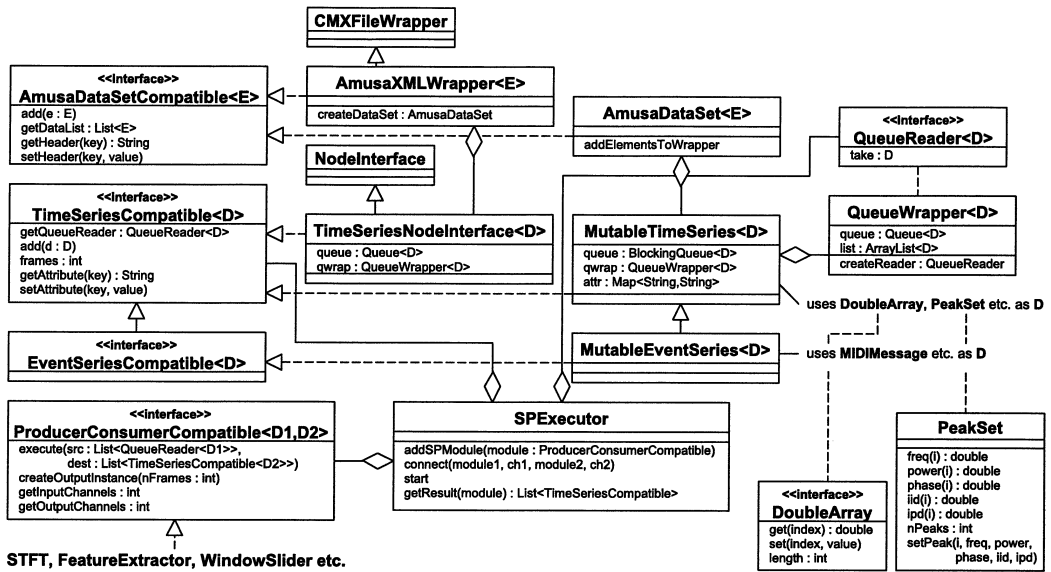 CMXFileWrapper
<<interface>>
AmusaDataSetCompatible<E>
add(e : E)
getDataList : List<E>
getHeader(key) : String
setHeader(key, value)
AmusaXMLWrapper<E>
createDataSet : AmusaDataSet
AmusaDataSet<E>
addElementsToWrapper
<<interface>>
QueueReader<D>
take : D
NodeInterface
<<interface>>
TimeSeriesCompatible<D>
getQueueReader : QueueReader<D>
add(d : D)
frames : int
getAttribute(key) : String
setAttribute(key, value)
TimeSeriesNodeInterface<D>
queue : Queue<D>
qwrap : QueueWrapper<D>
MutableTimeSeries<D>
queue : BlockingQueue<D>
qwrap : QueueWrapper<D>
attr : Map<String,String>
QueueWrapper<D>
queue : Queue<D>
list : ArrayList<D>
createReader : QueueReader
uses DoubleArray, PeakSet etc. as D
<<interface>>
EventSeriesCompatible<D>
MutableEventSeries<D>
uses MIDIMessage etc. as D
<<interface>>
ProducerConsumerCompatible<D1,D2>
execute(src : List<QueueReader<D1>>,
dest : List<TimeSeriesCompatible<D2>>)
createOutputInstance(nFrames : int)
getInputChannels : int
getOutputChannels : int
SPExecutor
addSPModule(module : ProducerConsumerCompatible)
connect(module1, ch1, module2, ch2)
start
getResult(module) : List<TimeSeriesCompatible>
<<interface>>
DoubleArray
get(index) : double
set(index, value)
length : int
PeakSet
freq(i) : double
power(i) : double
phase(i) : double
iid(i) : double
ipd(i) : double
nPeaks : int
setPeak(i, freq, power,
phase, iid, ipd)
STFT, FeatureExtractor, WindowSlider etc.